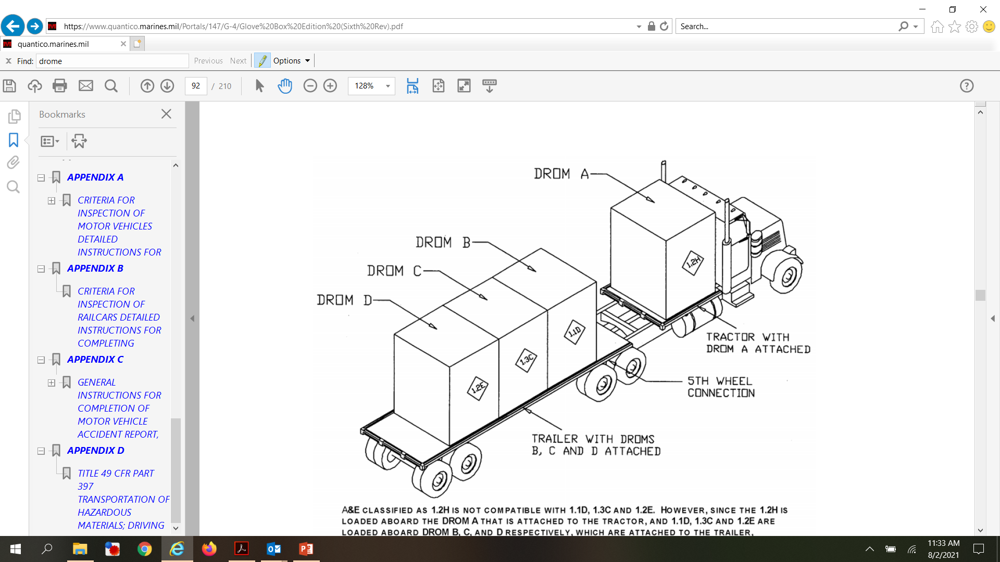 https://www.quantico.marines.mil/Portals/147/G-4/Glove%20Box%20Edition%20(Sixth%20Rev).pdf
Search...
quantico.marines.mil
Find: drome
Previous Next Options
92 / 210
128%
Bookmarks
APPENDIX A
CRITERIA FOR
INSPECTION OF
MOTOR VEHICLES
DETAILED
INSTRUCTIONS FOR
APPENDIX B
CRITERIA FOR
INSPECTION OF
RAILCARS DETAILED
INSTRUCTIONS FOR
COMPLETING
APPENDIX C
GENERAL
INSTRUCTIONS FOR
COMPLETION OF
MOTOR VEHICLE
ACCIDENT REPORT,
APPENDIX D
TITLE 49 CFR PART
397
TRANSPORTATION OF
HAZARDOUS
MATERIALS; DRIVING
DROM A
DROM B
DROM C
DROM D
1.2H
1.1D
1.3C
1.2E
TRACTOR WITH
DROM A ATTACHED
5TH WHEEL
CONNECTION
TRAILER WITH DROMS
B, C AND D ATTACHED
A&E CLASSIFIED AS 1.2H IS NOT COMPATIBLE WITH 1.1D, 1.3C AND 1.2E. HOWEVER, SINCE THE 1.2H IS
LOADED ABOARD THE DROM A THAT IS ATTACHED TO THE TRACTOR, AND 1.1D, 1.3C AND 1.2E ARE
LOADED ABOARD DROM B, C, AND D RESPECTIVELY, WHICH ARE ATTACHED TO THE TRAILER,
11:33 AM
8/2/2021